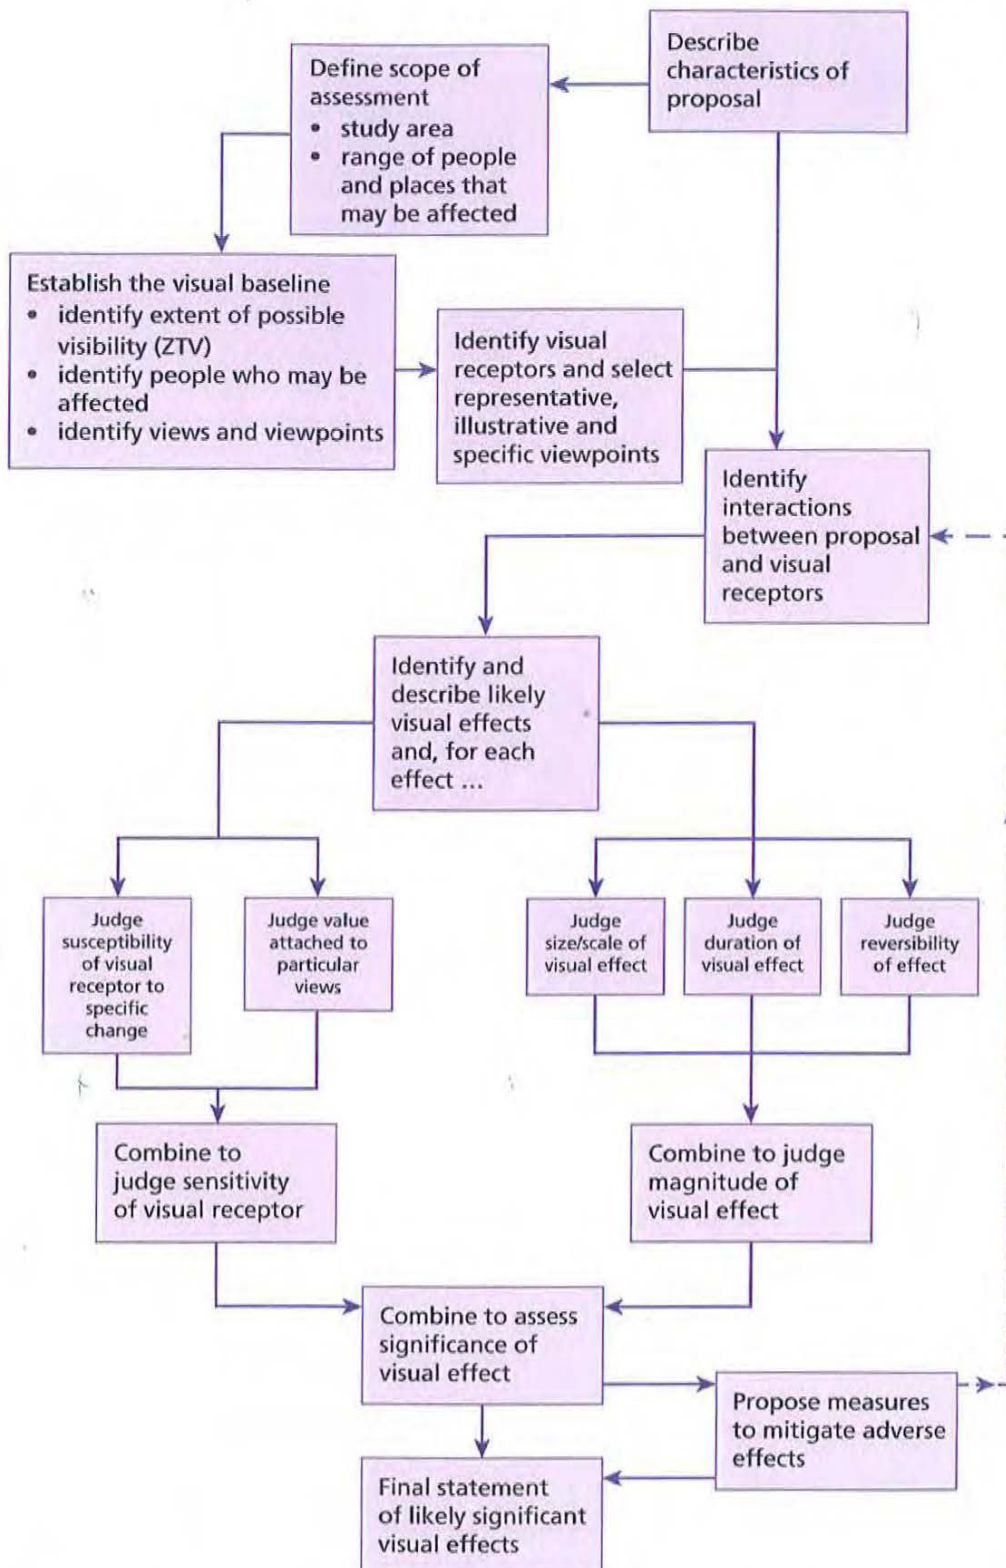 Describe
characteristics of
proposal
Define scope of
assessment
• study area
• range of people
and places that
may be affected
Establish the visual baseline
• identify extent of possible
visibility (ZTV)
• identify people who may be
affected
• identify views and viewpoints
Identify visual
receptors and select
representative,
illustrative and
specific viewpoints
Identify
interactions
between proposal
and visual
receptors
Identify and
describe likely
visual effects
and, for each
effect ...
Judge
susceptibility
of visual
receptor to
specific
change
Judge value
attached to
particular
views
Judge
size/scale of
visual effect
Judge
duration of
visual effect
Judge
reversibility
of effect
Combine to
judge sensitivity
of visual receptor
Combine to judge
magnitude of
visual effect
Combine to assess
significance of
visual effect
Propose measures
to mitigate adverse
effects
Final statement
of likely significant
visual effects